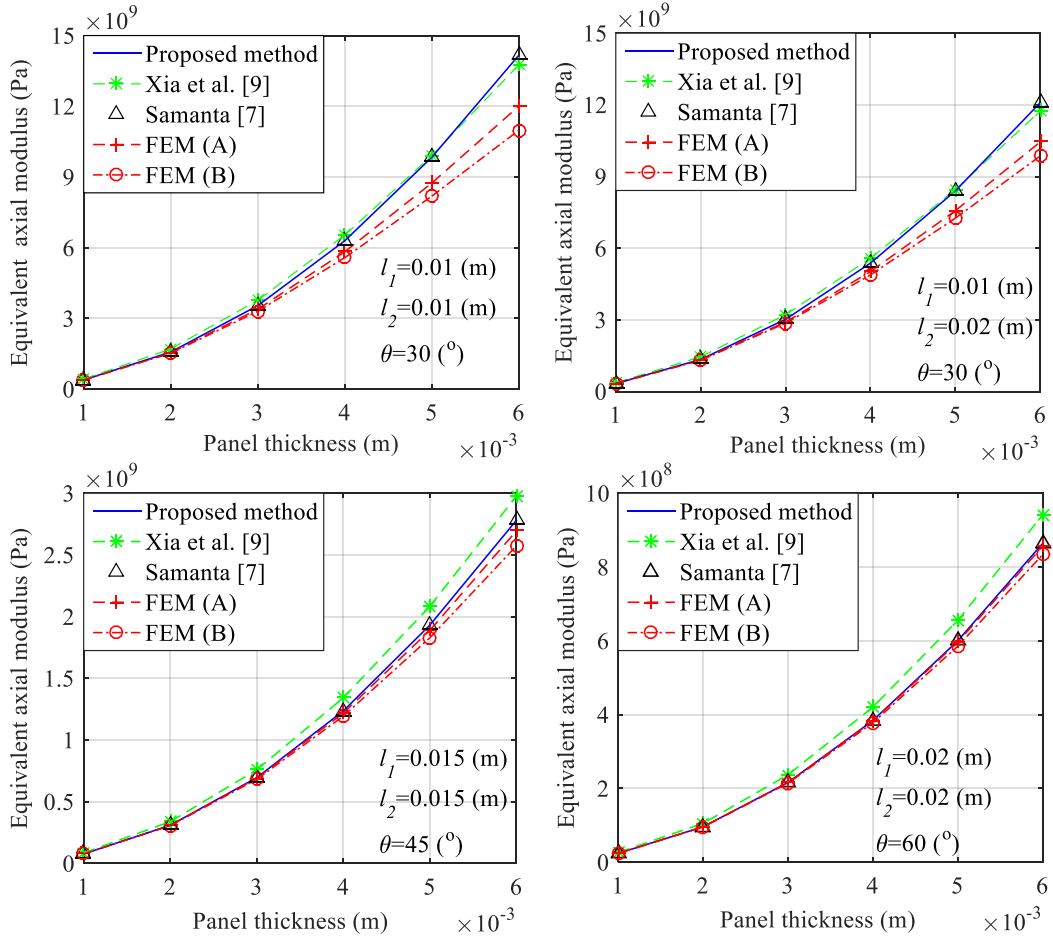 ×10⁹
15
12
9
6
3
0
Equivalent axial modulus (Pa)
Proposed method
Xia et al. [9]
Samanta [7]
FEM (A)
FEM (B)
l₁=0.01 (m)
l₂=0.01 (m)
θ=30 (°)
1 2 3 4 5 6
Panel thickness (m)
×10⁻³
×10⁹
15
12
9
6
3
0
Equivalent axial modulus (Pa)
Proposed method
Xia et al. [9]
Samanta [7]
FEM (A)
FEM (B)
l₁=0.01 (m)
l₂=0.02 (m)
θ=30 (°)
1 2 3 4 5 6
Panel thickness (m)
×10⁻³
×10⁹
3
2.5
2
1.5
1
0.5
0
Equivalent axial modulus (Pa)
Proposed method
Xia et al. [9]
Samanta [7]
FEM (A)
FEM (B)
l₁=0.015 (m)
l₂=0.015 (m)
θ=45 (°)
1 2 3 4 5 6
Panel thickness (m)
×10⁻³
×10⁸
10
8
6
4
2
0
Equivalent axial modulus (Pa)
Proposed method
Xia et al. [9]
Samanta [7]
FEM (A)
FEM (B)
l₁=0.02 (m)
l₂=0.02 (m)
θ=60 (°)
1 2 3 4 5 6
Panel thickness (m)
×10⁻³